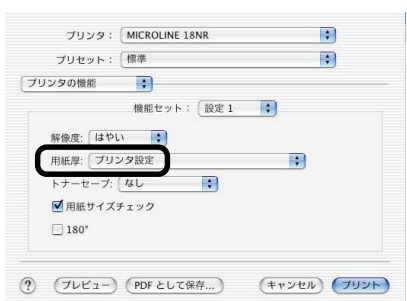 プリンタ： MICROLINE 18NR
プリセット： 標準
プリンタの機能
機能セット： 設定 1
解像度: はやい
用紙厚: プリンタ設定
トナーセーブ: なし
用紙サイズチェック
180°
? プレビュー PDF として保存... キャンセル プリント